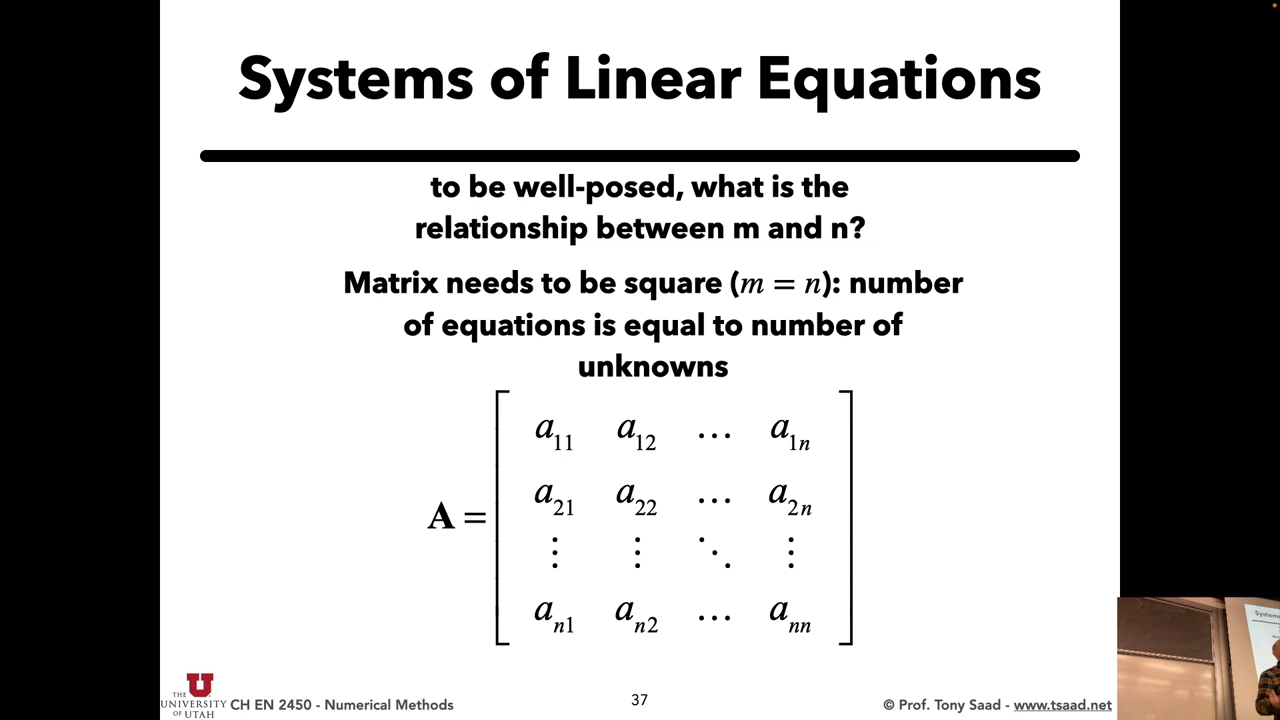 Systems of Linear Equations
to be well-posed, what is the
relationship between m and n?
Matrix needs to be square (m = n): number
of equations is equal to number of
unknowns
A = [ a₁₁ a₁₂ … a₁ₙ
a₂₁ a₂₂ … a₂ₙ
⋮ ⋮ ⋱ ⋮
aₙ₁ aₙ₂ … aₙₙ ]
THE
UNIVERSITY
OF UTAH
CH EN 2450 - Numerical Methods
37
© Prof. Tony Saad - www.tsaad.net